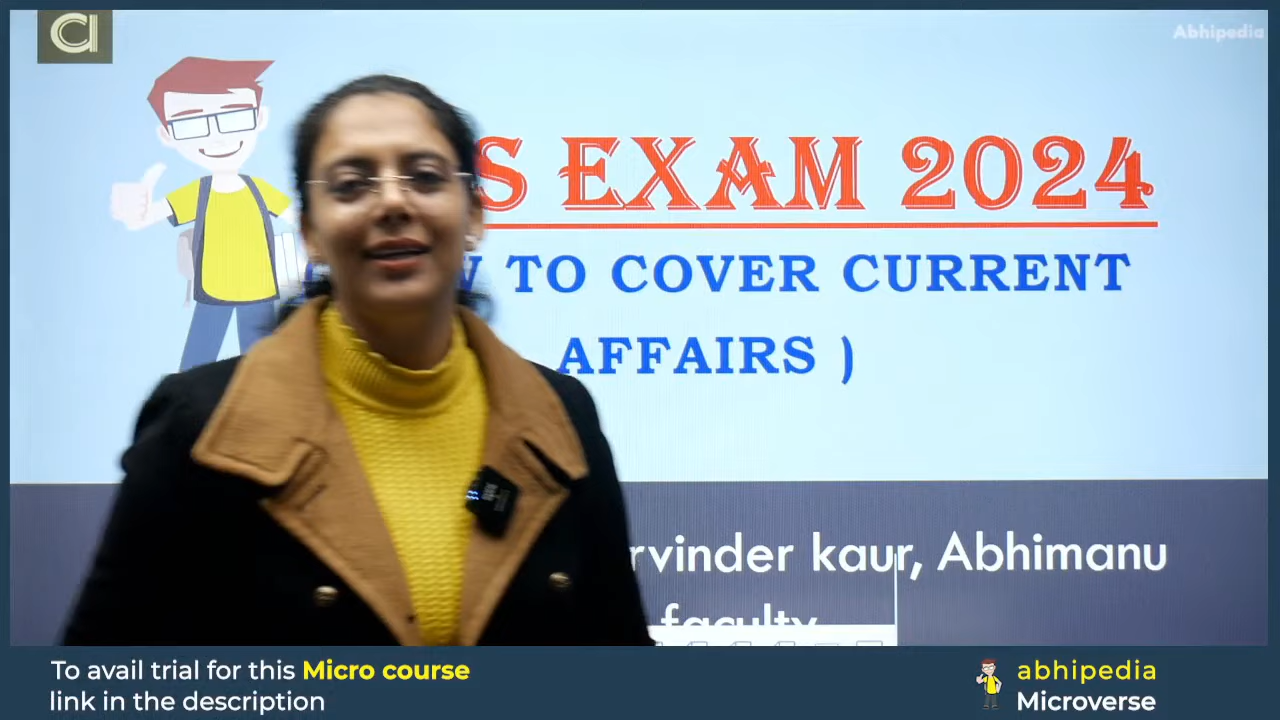 Abhipedia
S EXAM 2024
W TO COVER CURRENT
AFFAIRS )
rvinder kaur, Abhimanu
faculty
To avail trial for this Micro course
link in the description
abhipedia
Microverse